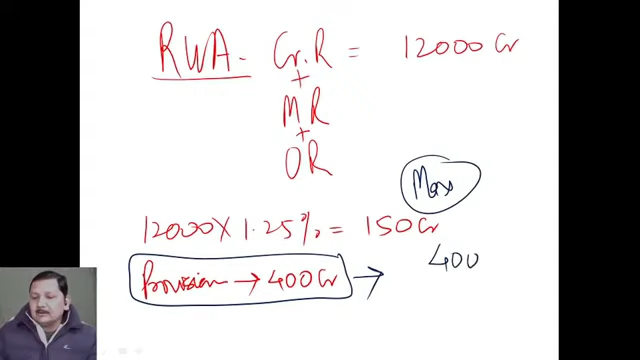 RWA - Cr.R = 12000 Cr
+
MR
+
OR
Max
12000 X 1.25% = 150 Cr
400
Provision → 400 Cr →